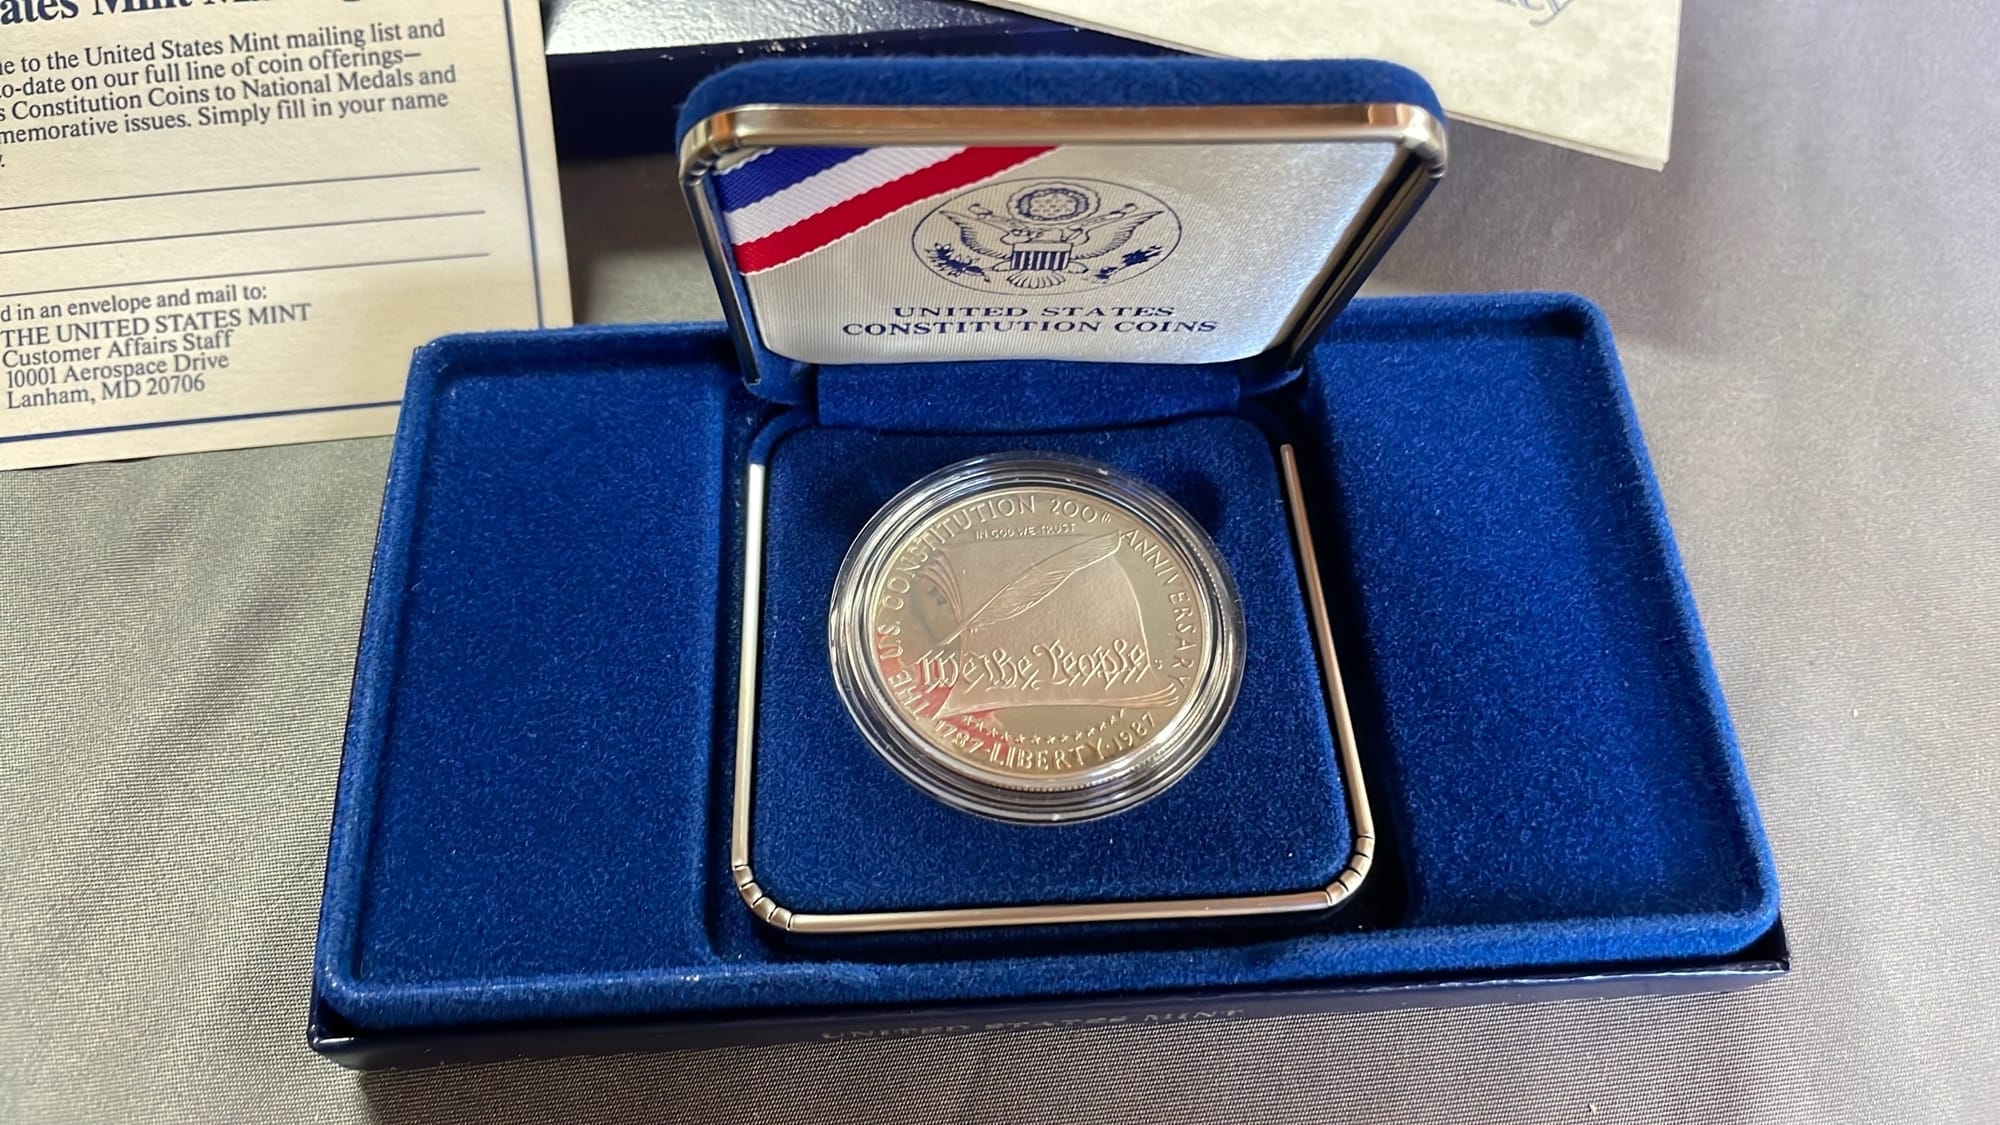 ates Mint
e to the United States Mint mailing list and
o-date on our full line of coin offerings—
s Constitution Coins to National Medals and
memorative issues. Simply fill in your name
y.
d in an envelope and mail to:
THE UNITED STATES MINT
Customer Affairs Staff
10001 Aerospace Drive
Lanham, MD 20706
UNITED STATES
CONSTITUTION COINS
THE U.S. CONSTITUTION 200th ANNIVERSARY
IN GOD WE TRUST
We the People
S
1787·LIBERTY·1987
UNITED STATES MINT